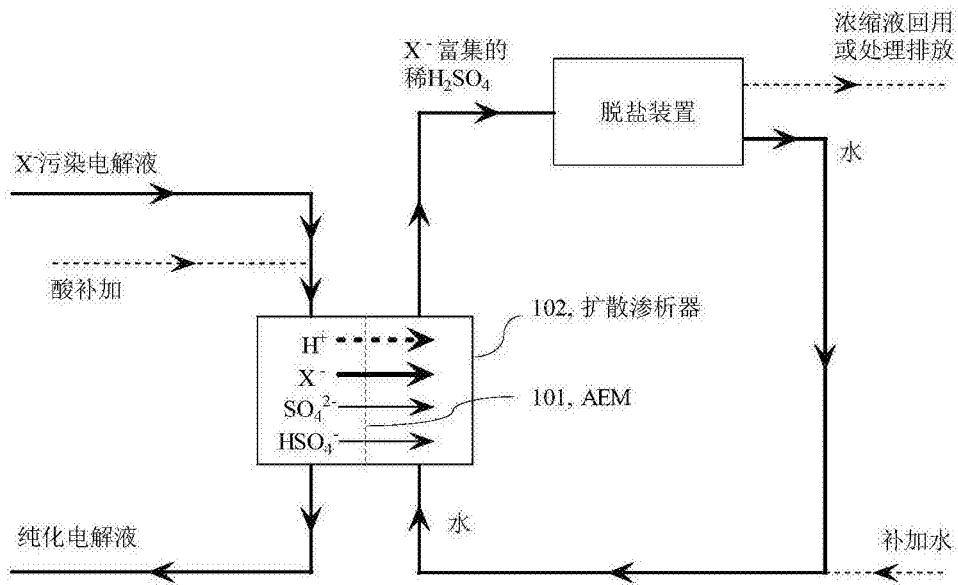 浓缩液回用
或处理排放
X⁻富集的
稀H₂SO₄
脱盐装置
水
X⁻污染电解液
酸补加
102, 扩散渗析器
H⁺
X⁻
SO₄²⁻
101, AEM
HSO₄⁻
水
纯化电解液
补加水